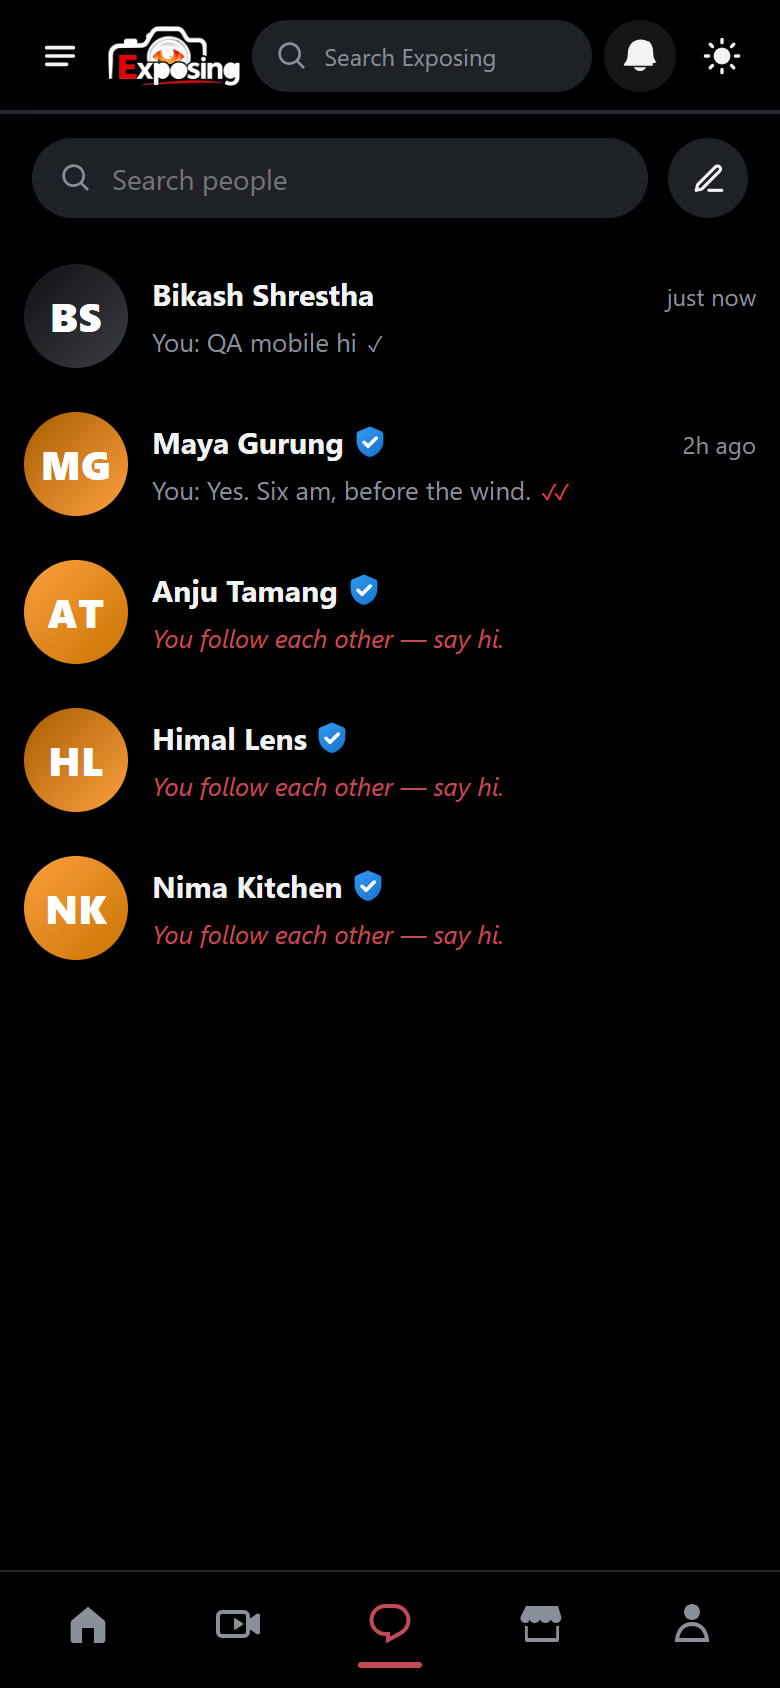 Exposing
Search Exposing
Search people
BS
Bikash Shrestha
just now
You: QA mobile hi ✓
MG
Maya Gurung
2h ago
You: Yes. Six am, before the wind. ✓✓
AT
Anju Tamang
You follow each other — say hi.
HL
Himal Lens
You follow each other — say hi.
NK
Nima Kitchen
You follow each other — say hi.